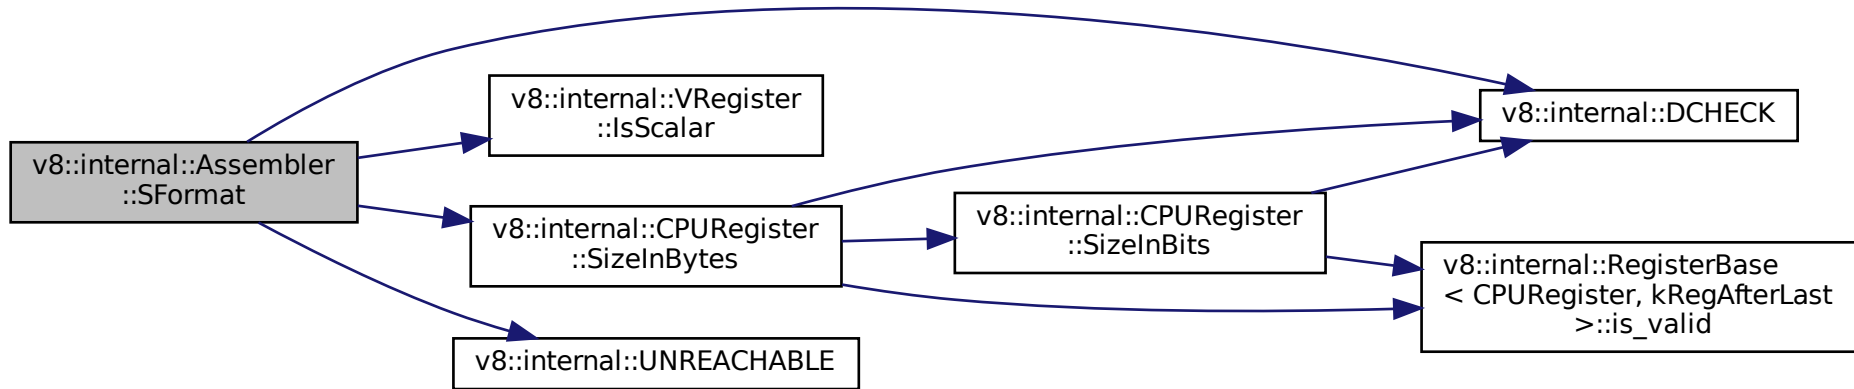 v8::internal::Assembler
::SFormat
v8::internal::VRegister
::IsScalar
v8::internal::CPURegister
::SizeInBytes
v8::internal::UNREACHABLE
v8::internal::CPURegister
::SizeInBits
v8::internal::DCHECK
v8::internal::RegisterBase
< CPURegister, kRegAfterLast
>::is_valid